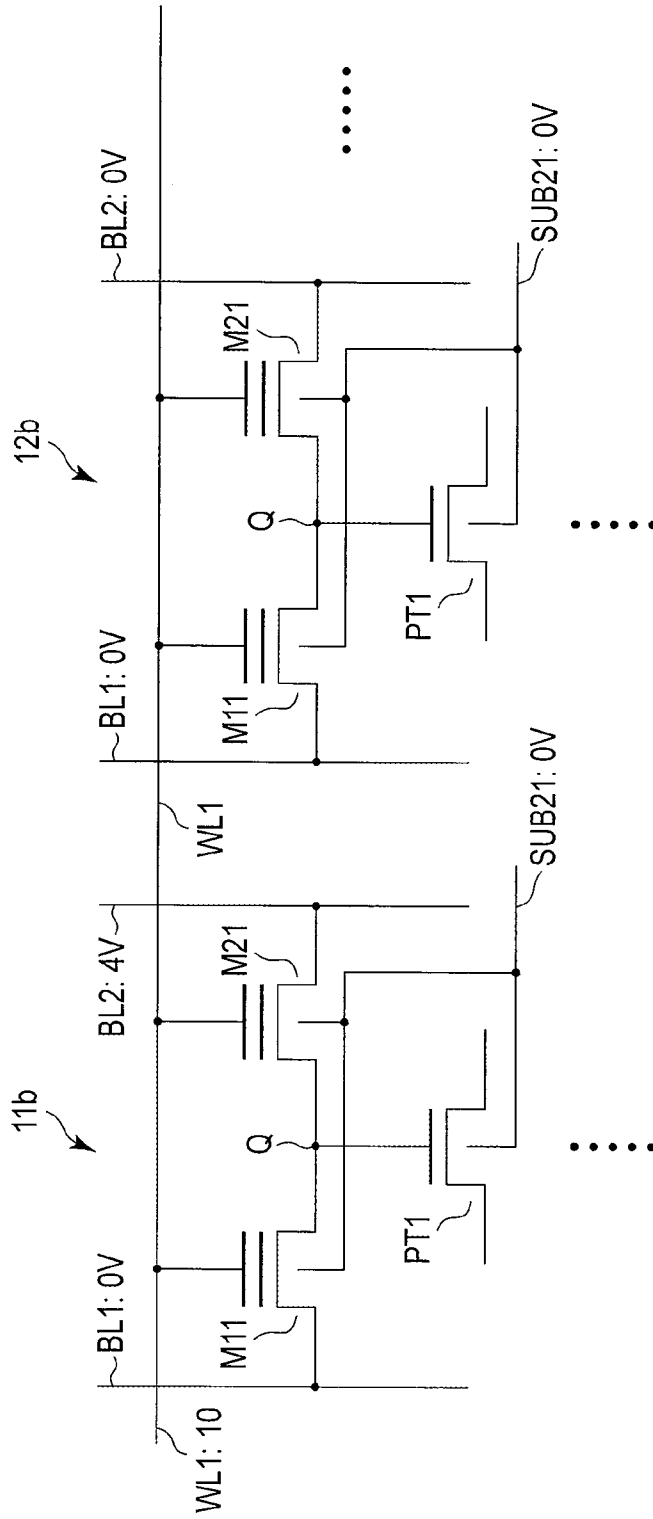 11b
12b
BL1: 0V
BL2: 4V
BL1: 0V
BL2: 0V
WL1: 10
WL1
M11
M21
M11
M21
Q
Q
PT1
PT1
SUB21: 0V
SUB21: 0V